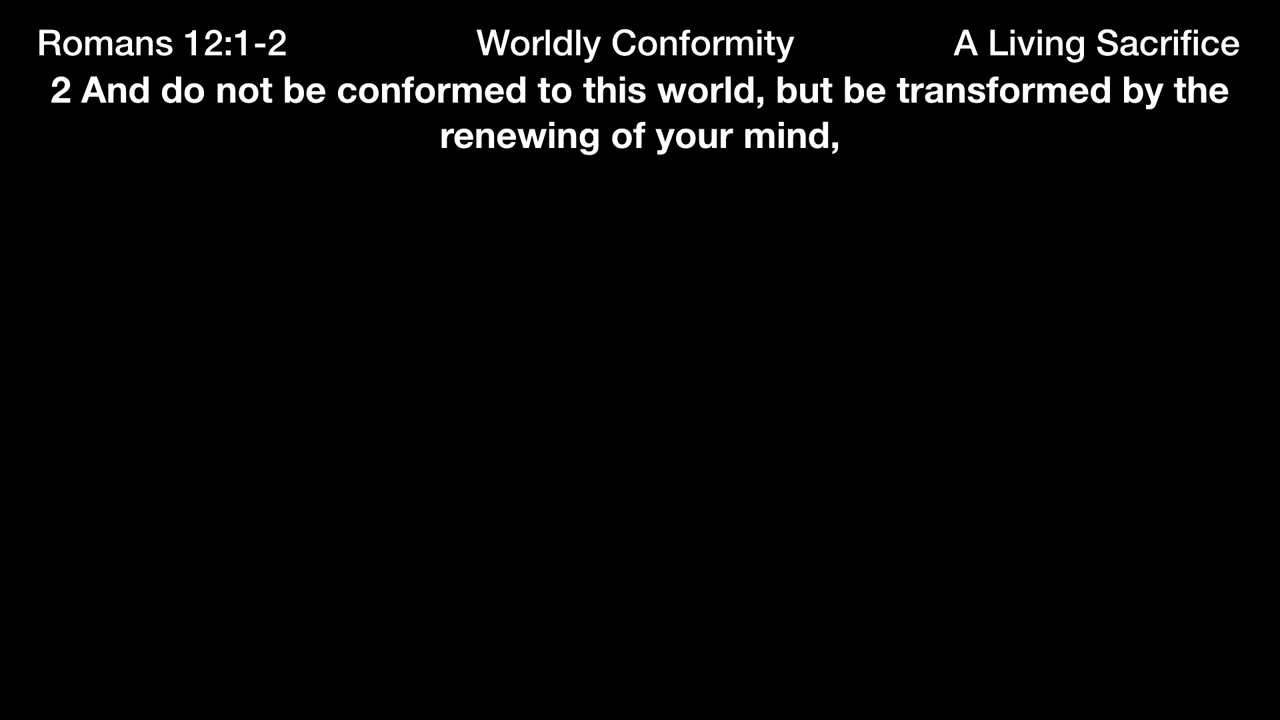 Romans 12:1-2 Worldly Conformity A Living Sacrifice
2 And do not be conformed to this world, but be transformed by the
renewing of your mind,